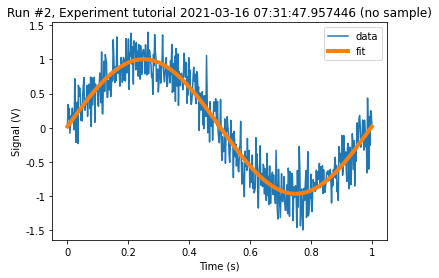 Run #2, Experiment tutorial 2021-03-16 07:31:47.957446 (no sample)
data
fit
1.5
1
0.5
0
-0.5
-1
-1.5
Signal (V)
0
0.2
0.4
0.6
0.8
1
Time (s)